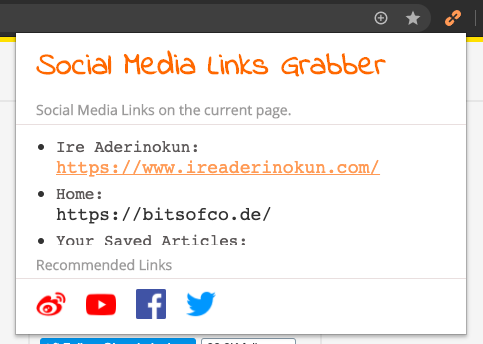 Social Media Links Grabber
Social Media Links on the current page.
Ire Aderinokun:
https://www.ireaderinokun.com/
Home:
https://bitsofco.de/
Your Saved Articles:
Recommended Links